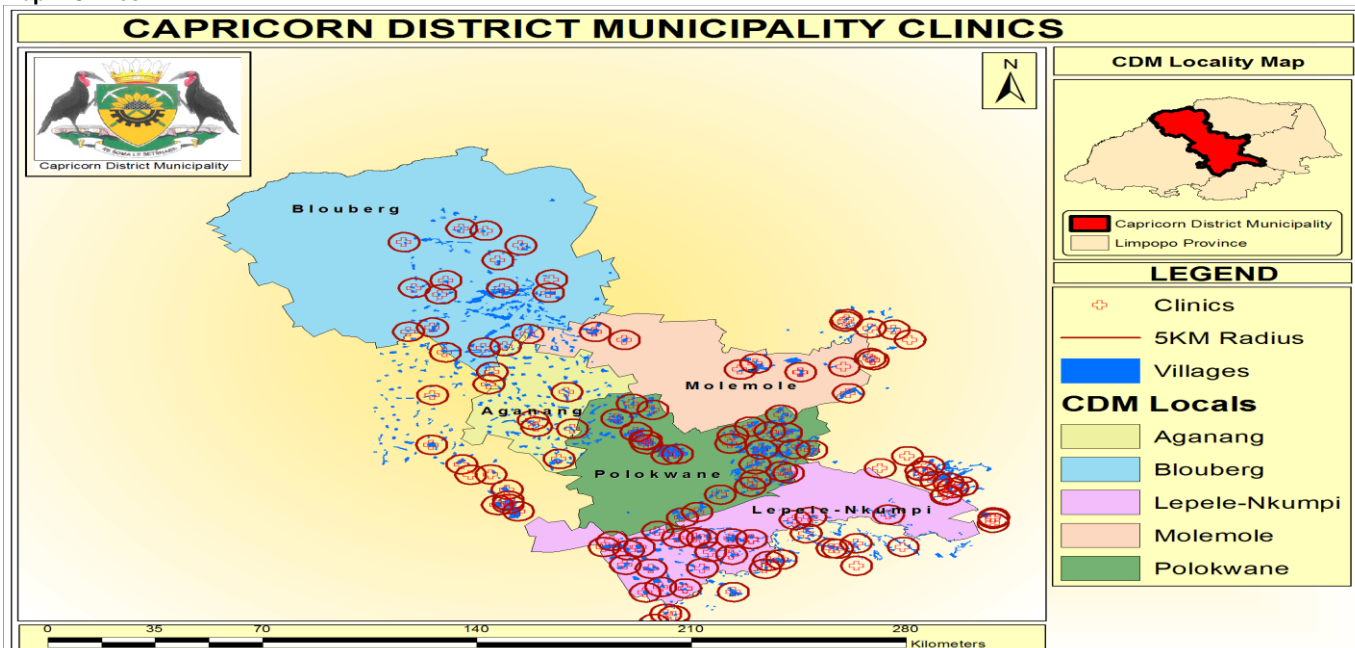 CAPRICORN DISTRICT MUNICIPALITY CLINICS
Capricorn District Municipality
N
Blouberg
Molemole
Aganang
Polokwane
Lepele-Nkumpi
0 35 70 140 210 280
Kilometers
CDM Locality Map
Capricorn District Municipality
Limpopo Province
LEGEND
Clinics
5KM Radius
Villages
CDM Locals
Aganang
Blouberg
Lepele-Nkumpi
Molemole
Polokwane